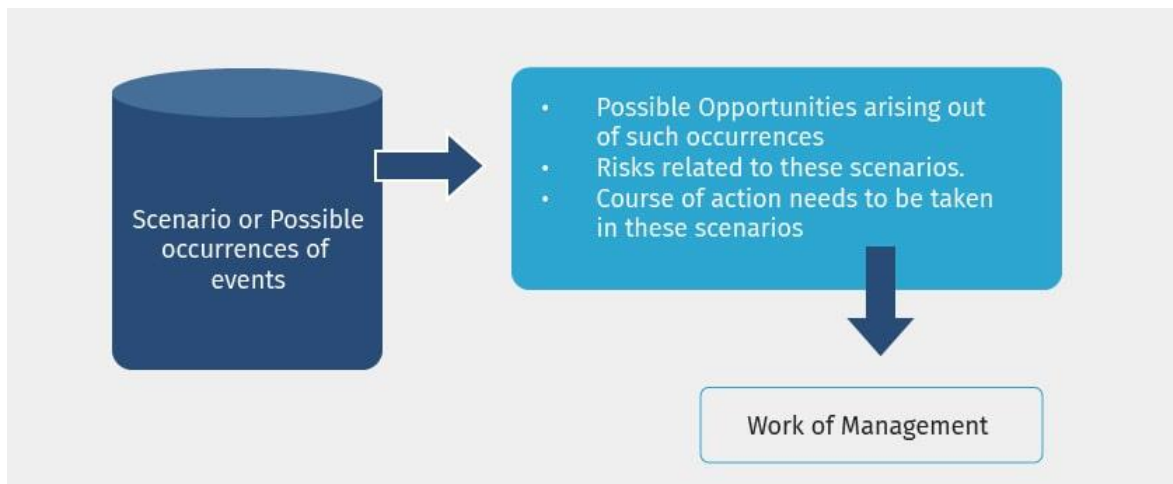 Scenario or Possible
occurrences of
events
• Possible Opportunities arising out
of such occurrences
• Risks related to these scenarios.
• Course of action needs to be taken
in these scenarios
Work of Management